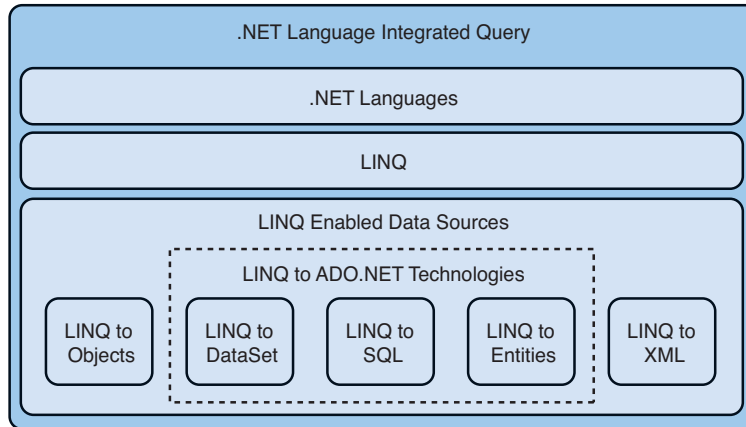 .NET Language Integrated Query
.NET Languages
LINQ
LINQ Enabled Data Sources
LINQ to ADO.NET Technologies
LINQ to
Objects
LINQ to
DataSet
LINQ to
SQL
LINQ to
Entities
LINQ to
XML